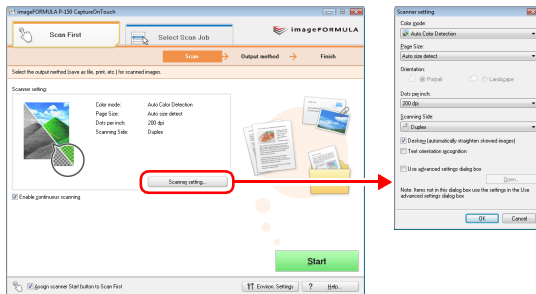 imageFORMULA P-150 CaptureOnTouch
Scan First
Select Scan Job
imageFORMULA
Scan
Output method
Finish
Select the output method (save as file, print, etc.) for scanned images.
Scanner setting:
Color mode: Auto Color Detection
Page Size: Auto size detect
Dots per inch: 200 dpi
Scanning Side: Duplex
Scanner setting...
Enable continuous scanning
Start
Assign scanner Start button to Scan First
Environ. Settings
? Help...
Scanner setting
Color mode:
Auto Color Detection
Page Size:
Auto size detect
Orientation:
Portrait
Landscape
Dots per inch:
200 dpi
Scanning Side:
Duplex
Deskew (automatically straighten skewed images)
Text orientation recognition
Use advanced settings dialog box
Open...
Note: Items not in this dialog box use the settings in the Use
advanced settings dialog box
OK
Cancel